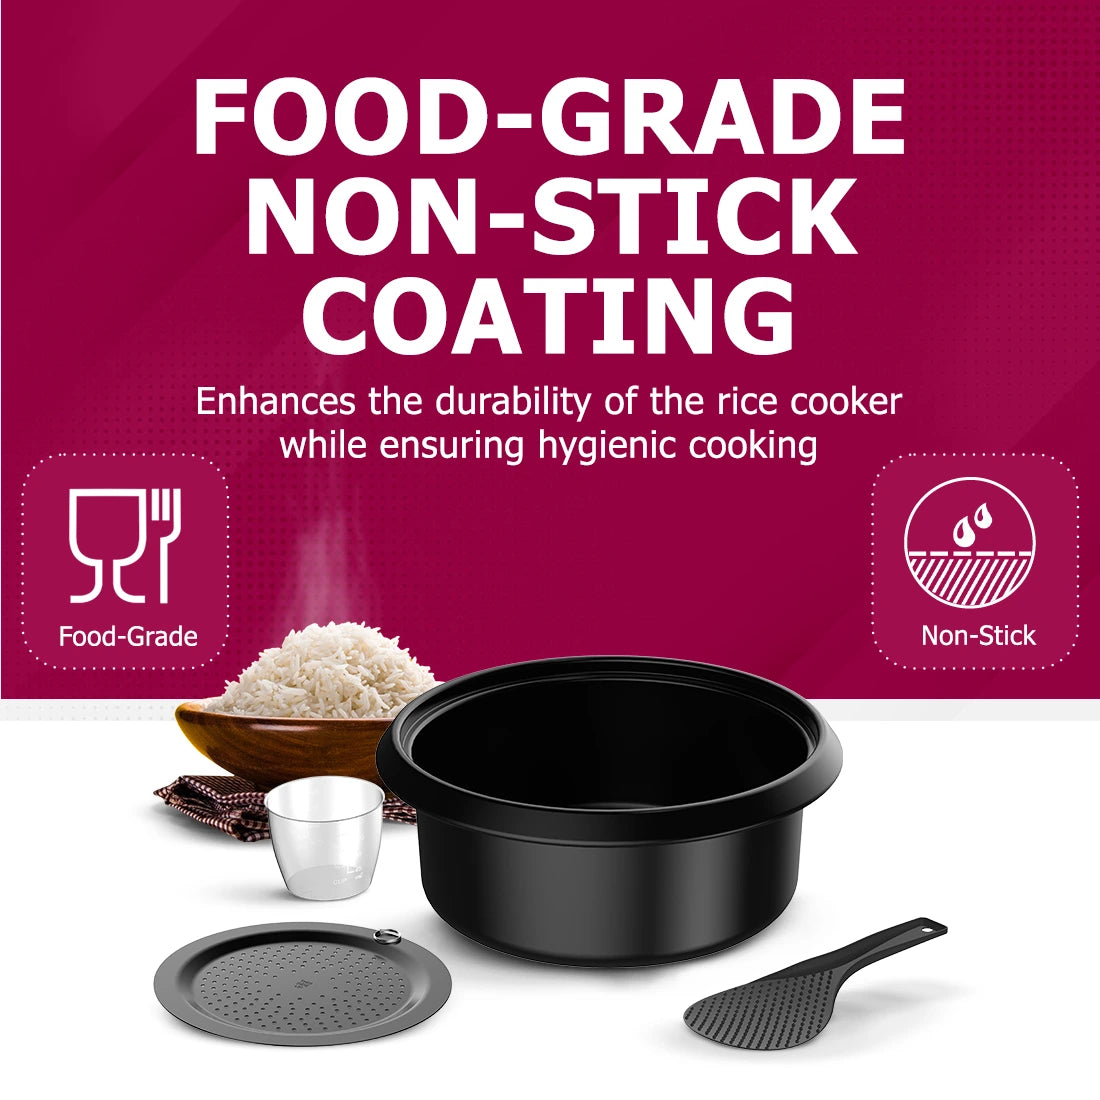 FOOD-GRADE
NON-STICK
COATING
Enhances the durability of the rice cooker
while ensuring hygienic cooking
Food-Grade
Non-Stick
CUP